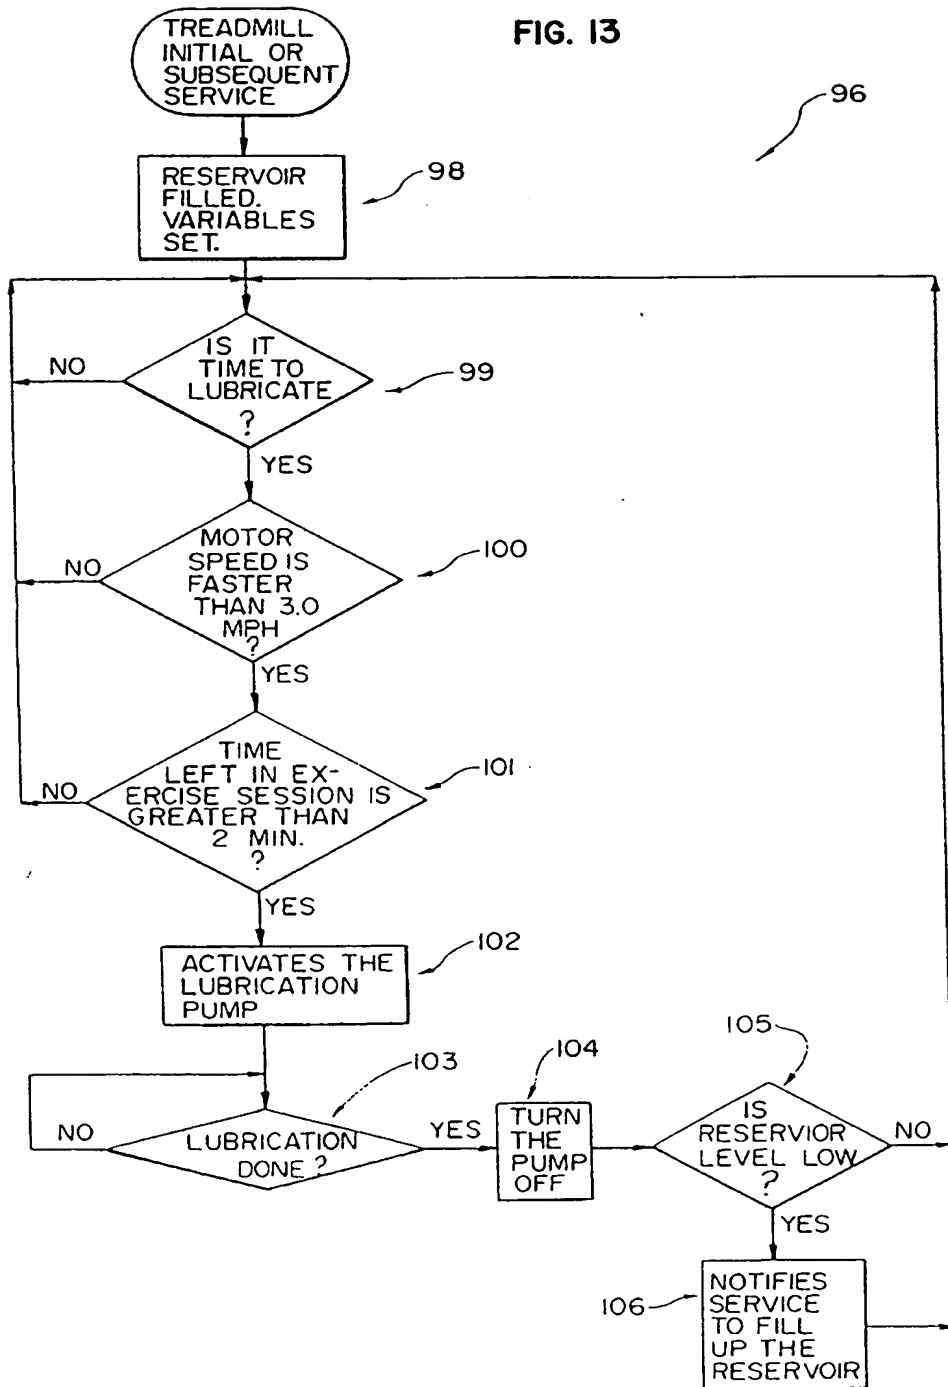 FIG. 13
TREADMILL
INITIAL OR
SUBSEQUENT
SERVICE
96
RESERVOIR
FILLED.
VARIABLES
SET.
98
IS IT
TIME TO
LUBRICATE
?
99
NO
YES
MOTOR
SPEED IS
FASTER
THAN 3.0
MPH
?
100
NO
YES
TIME
LEFT IN EX-
ERCISE SESSION IS
GREATER THAN
2 MIN.
?
101
NO
YES
ACTIVATES THE
LUBRICATION
PUMP
102
LUBRICATION
DONE?
103
NO
YES
TURN
THE
PUMP
OFF
104
IS
RESERVIOR
LEVEL LOW
?
105
NO
YES
NOTIFIES
SERVICE
TO FILL
UP THE
RESERVOIR
106